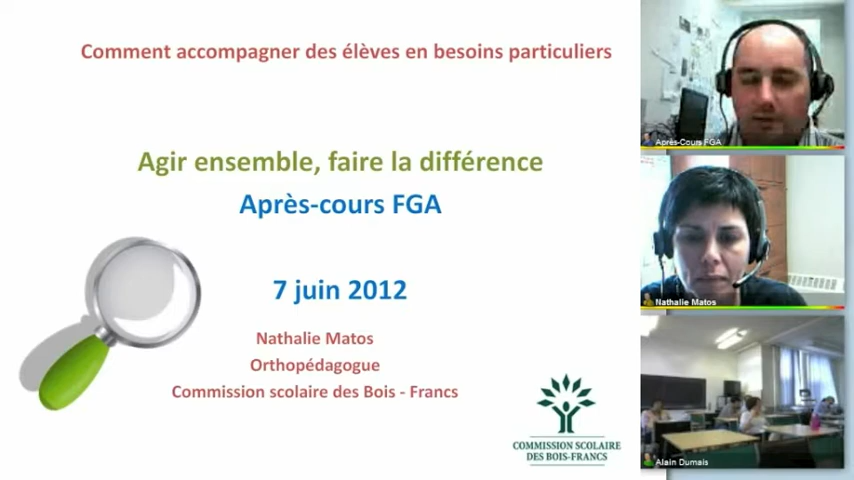 Comment accompagner des élèves en besoins particuliers
Agir ensemble, faire la différence
Après-cours FGA
7 juin 2012
Nathalie Matos
Orthopédagogue
Commission scolaire des Bois - Francs
COMMISSION SCOLAIRE
DES BOIS-FRANCS
Après-Cours FGA
Nathalie Matos
Alain Dumais